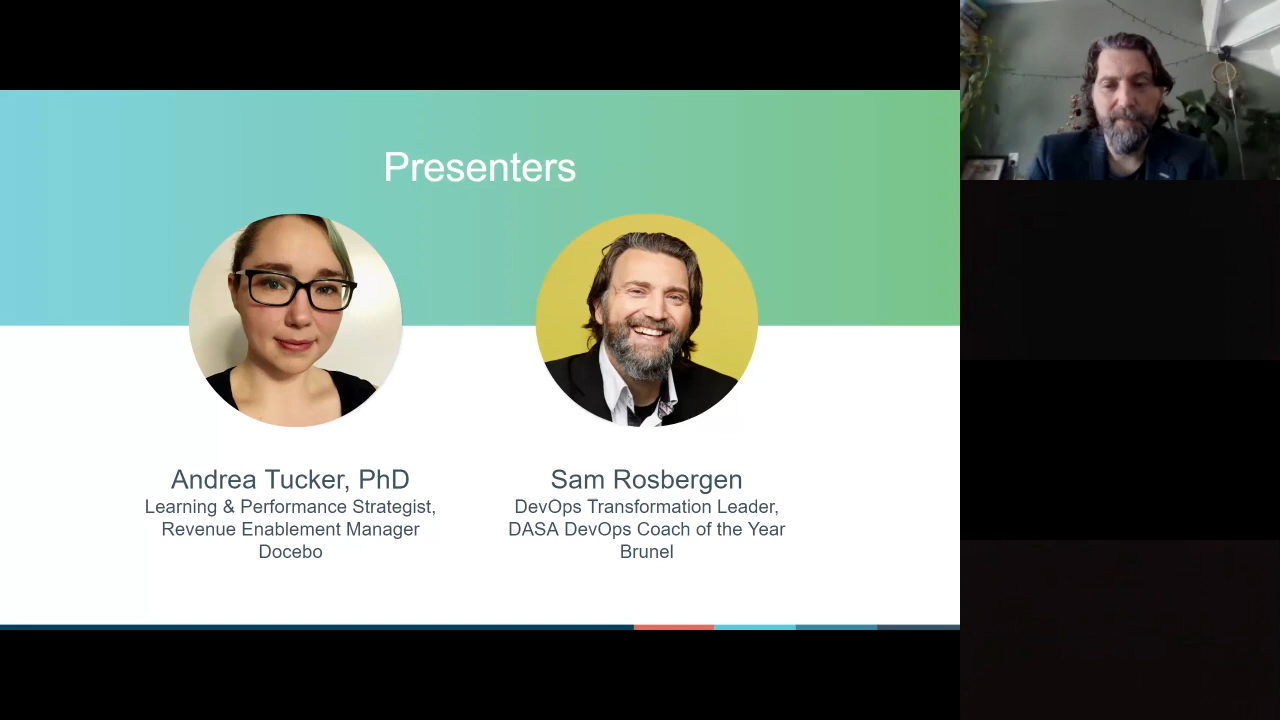 Presenters
Andrea Tucker, PhD
Learning & Performance Strategist,
Revenue Enablement Manager
Docebo
Sam Rosbergen
DevOps Transformation Leader,
DASA DevOps Coach of the Year
Brunel